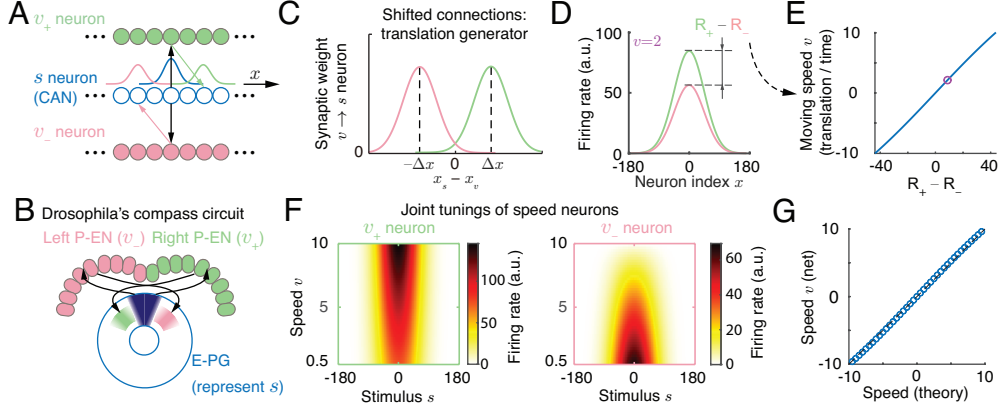 A
v₊ neuron
s neuron
(CAN)
x
v₋ neuron
B
Drosophila's compass circuit
Left P-EN (v₋) Right P-EN (v₊)
E-PG
(represent s)
C
Shifted connections:
translation generator
Synaptic weight
v → s neuron
0
−Δx 0 Δx
x_s − x_v
D
R₊ − R₋
v=2
Firing rate (a.u.)
100
50
0
-180 0 180
Neuron index x
E
Moving speed v
(translation / time)
10
0
-10
-40 0 40
R₊ − R₋
F
Joint tunings of speed neurons
v₊ neuron
Speed v
10
5
0.5
-180 0 180
Stimulus s
Firing rate (a.u.)
100
50
0
v₋ neuron
10
5
0.5
-180 0 180
Stimulus s
Firing rate (a.u.)
60
40
20
0
G
Speed v (net)
10
0
-10
-10 0 10
Speed (theory)